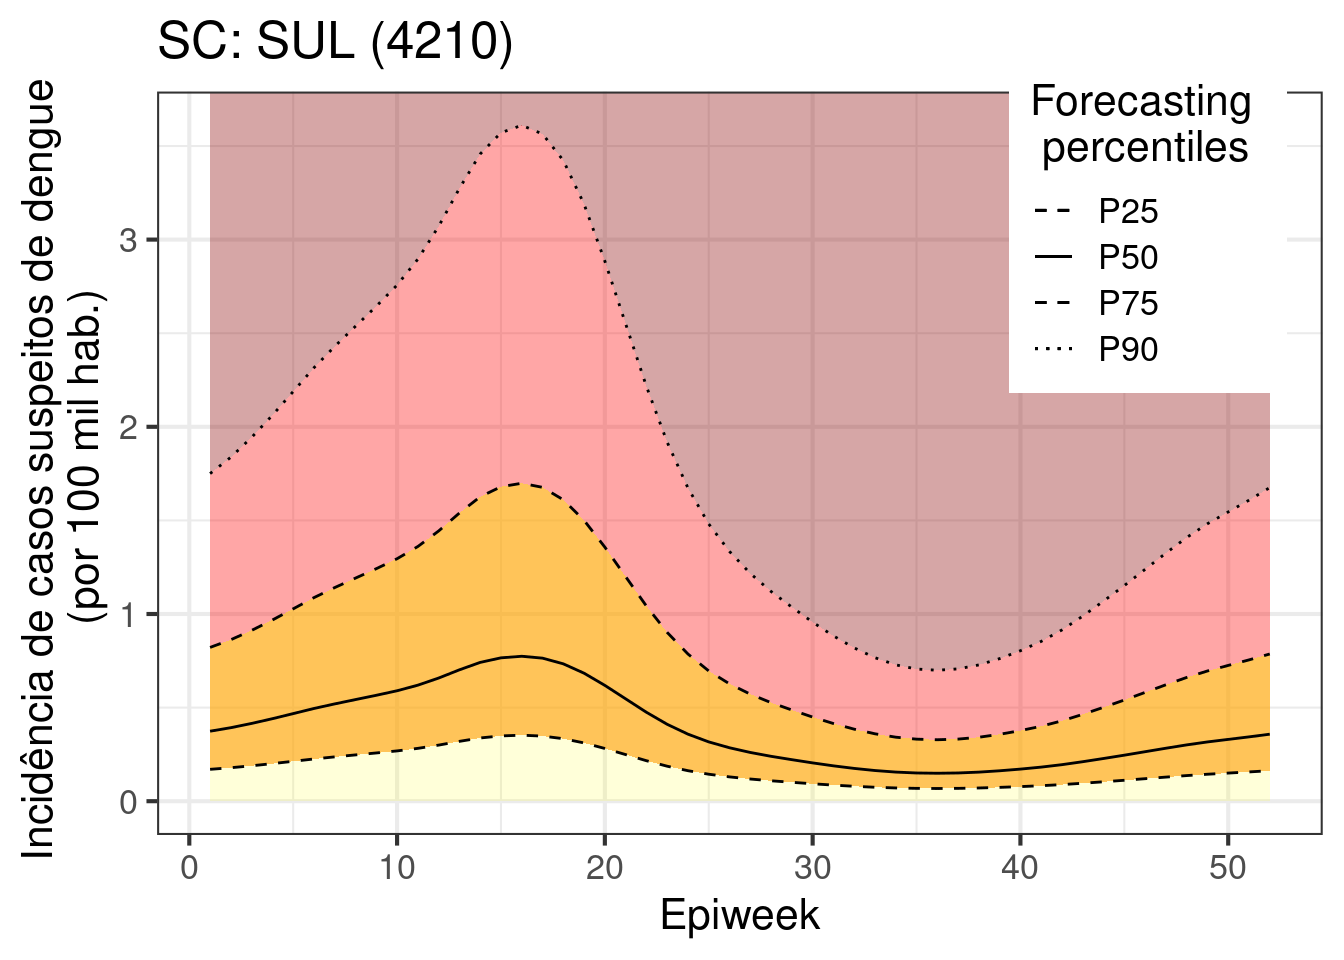 SC: SUL (4210)
Incidência de casos suspeitos de dengue
(por 100 mil hab.)
3
2
1
0
0 10 20 30 40 50
Epiweek
Forecasting
percentiles
P25
P50
P75
P90